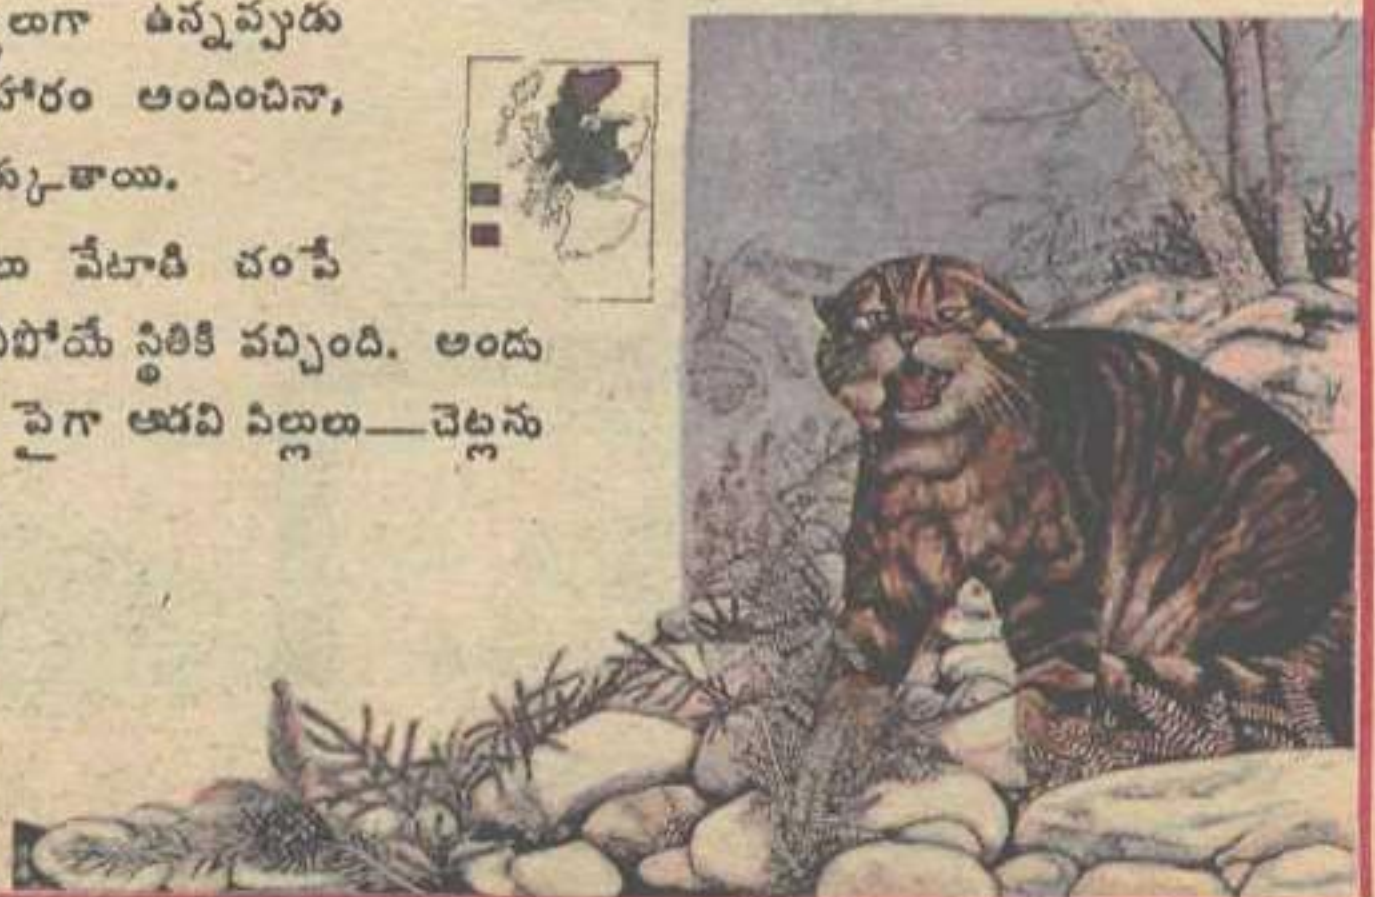 లుగా ఉన్నప్పుడు
హారం అందించినా,
స్కుతాయి.
లు వేటాడి చంపే
పోయే స్థితికి వచ్చింది. అందు
పైగా అడవి పిల్లులు—చెట్లను